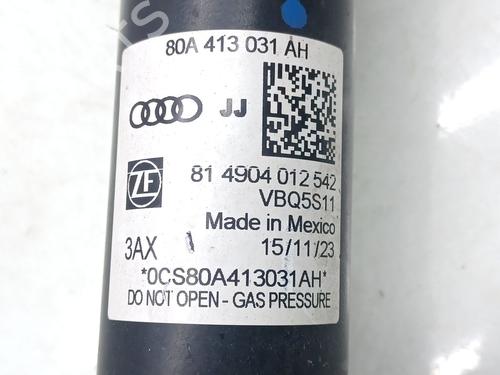 80A 413 031 AH
JJ
ZF
81 4904 012 542
VBQ5S11
Made in Mexico
3AX 15/11/23
*0CS80A413031AH*
DO NOT OPEN - GAS PRESSURE